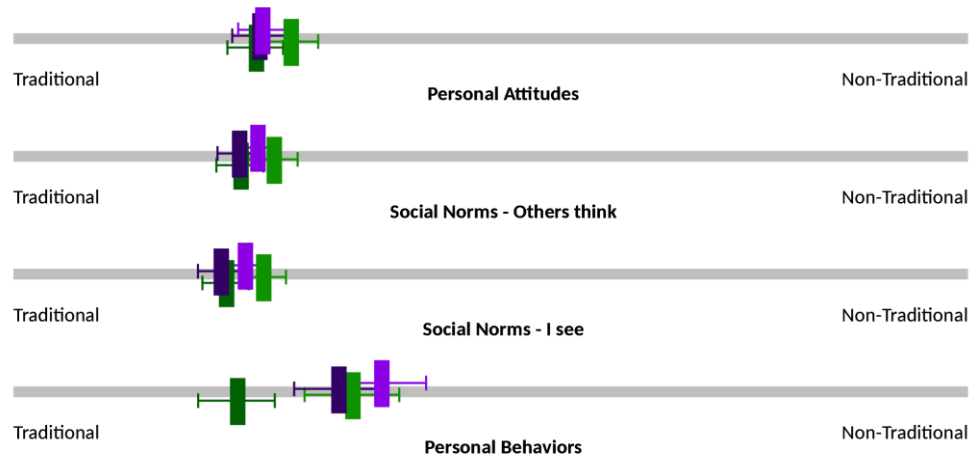 Traditional
Non-Traditional
Personal Attitudes
Traditional
Non-Traditional
Social Norms - Others think
Traditional
Non-Traditional
Social Norms - I see
Traditional
Non-Traditional
Personal Behaviors